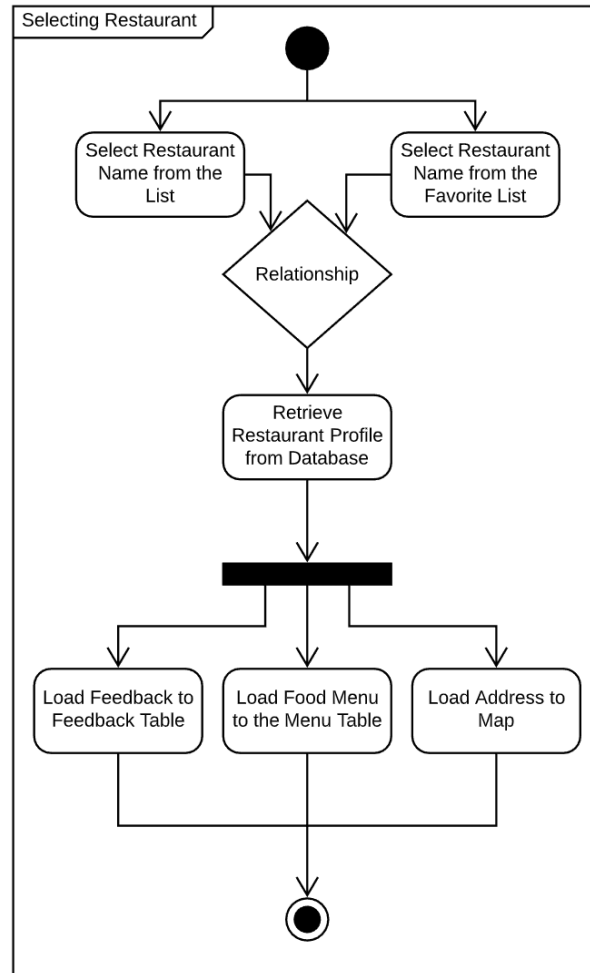 Selecting Restaurant
Select Restaurant
Name from the
List
Select Restaurant
Name from the
Favorite List
Relationship
Retrieve
Restaurant Profile
from Database
Load Feedback to
Feedback Table
Load Food Menu
to the Menu Table
Load Address to
Map